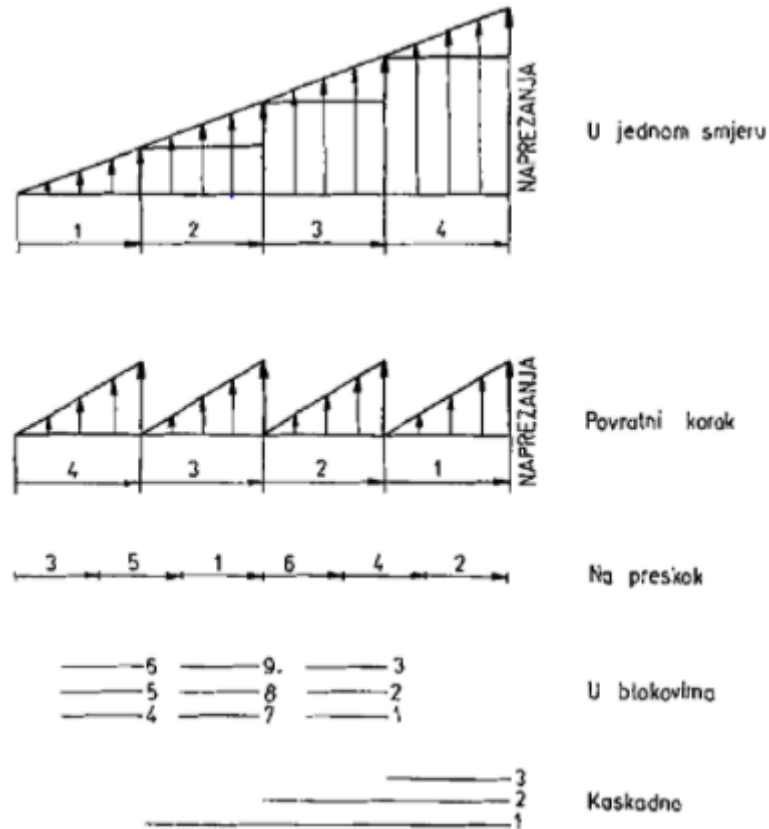 NAPREZANJA
U jednom smjeru
1 2 3 4
NAPREZANJA
Povratni korak
4 3 2 1
3 5 1 6 4 2
Na preskok
6 9. 3
5 8 2
4 7 1
U blokovima
3
2
1
Kaskadno